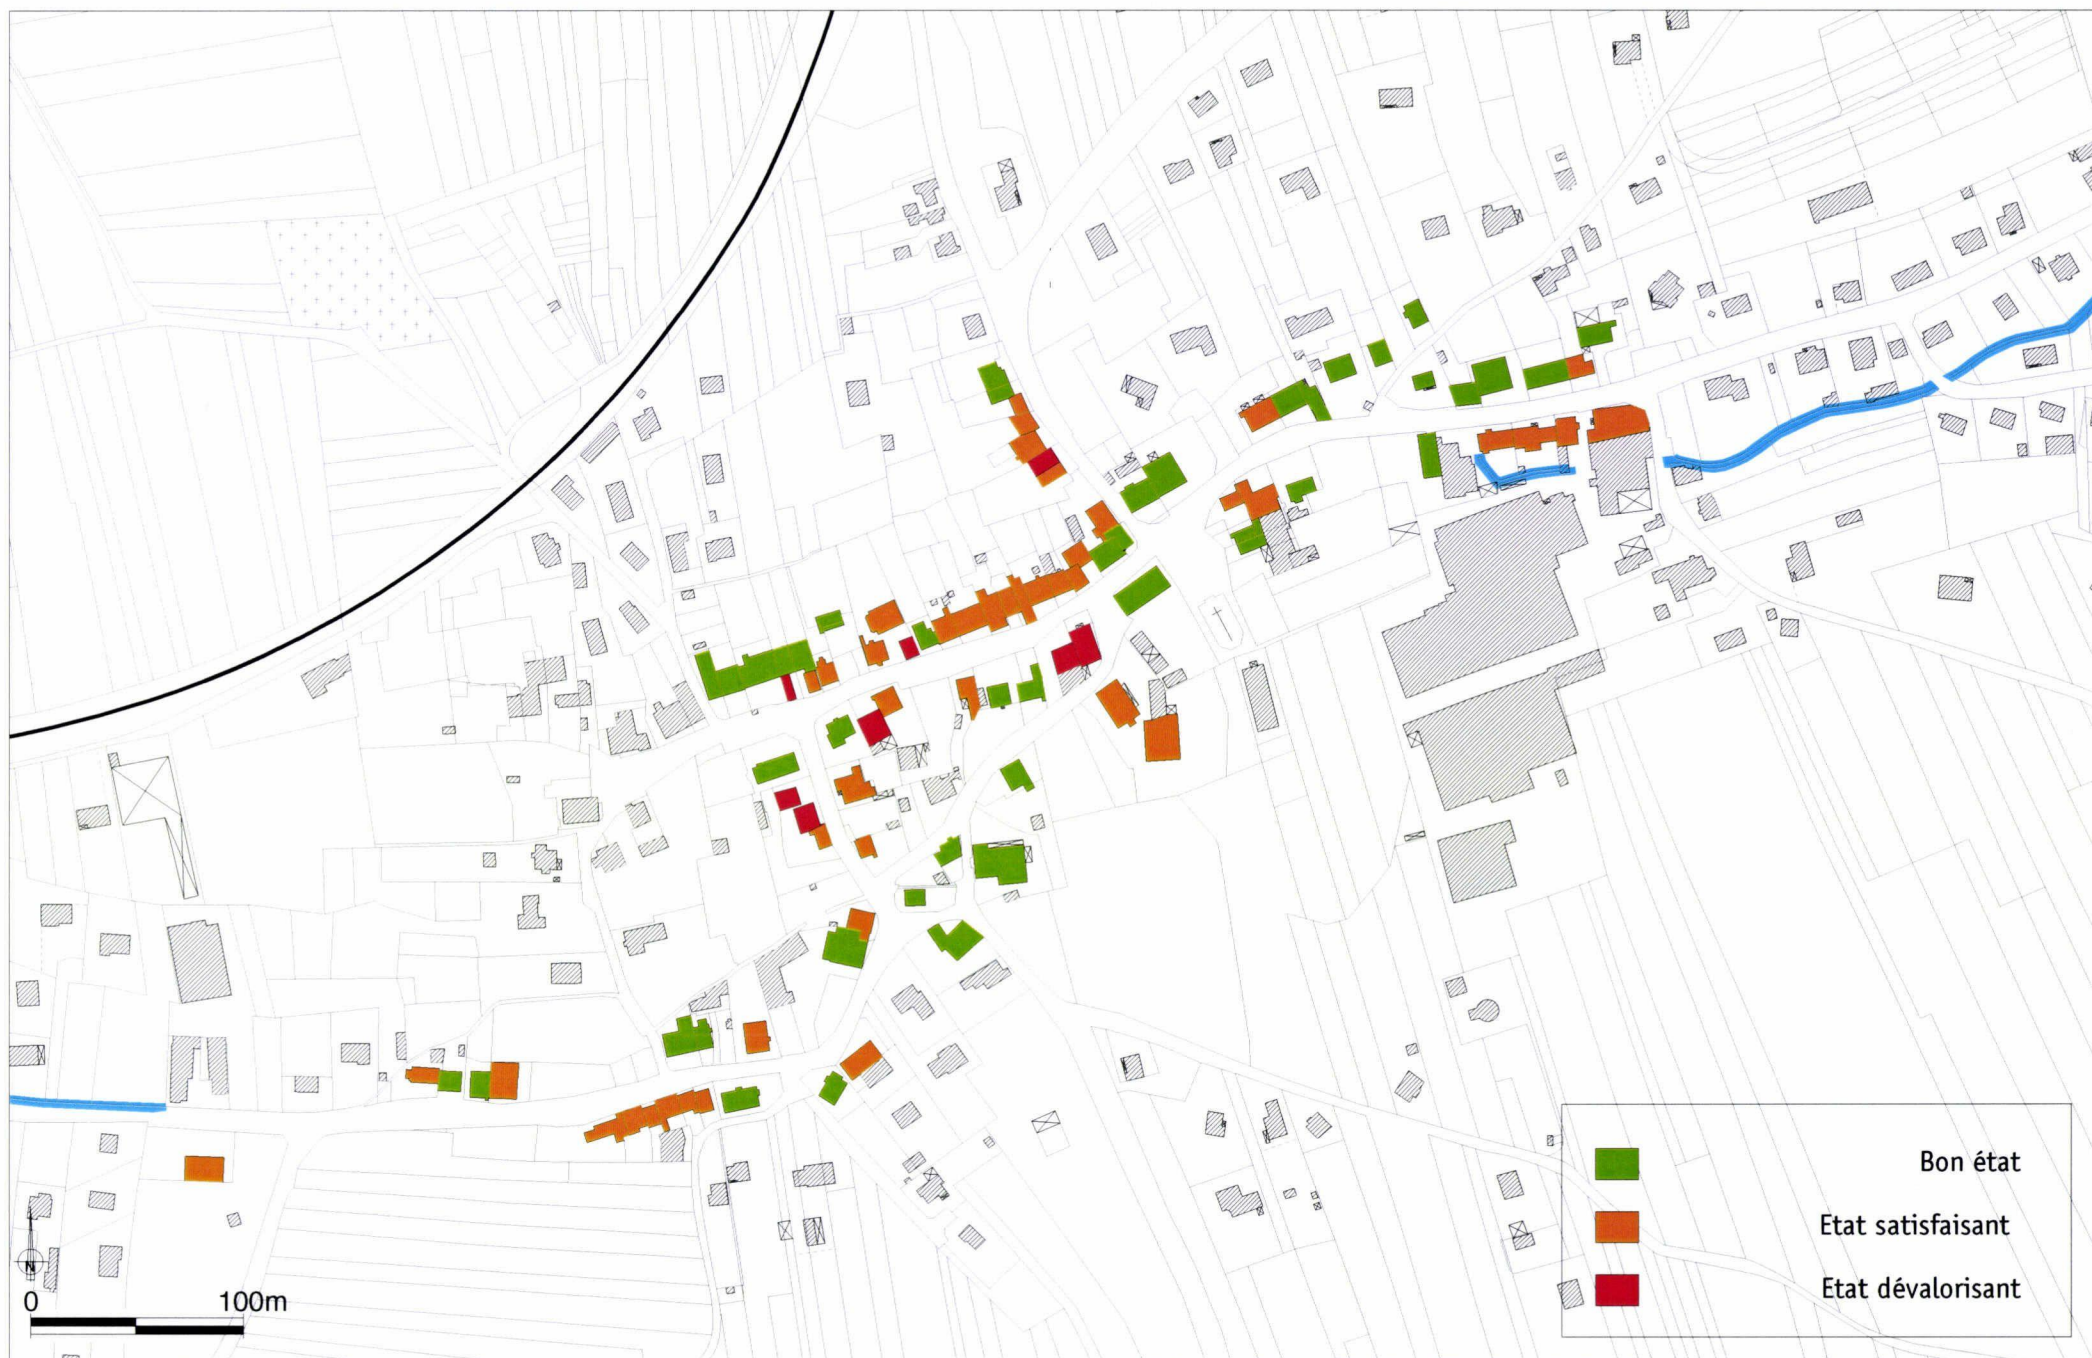 Bon état
Etat satisfaisant
Etat dévalorisant
N
0 100m